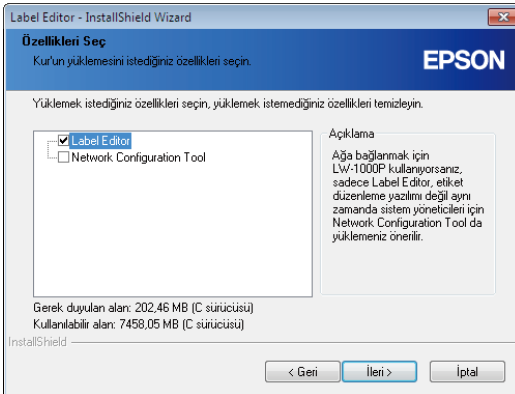 Label Editor - InstallShield Wizard
Özellikleri Seç
Kur'un yüklemesini istediğiniz özellikleri seçin.
EPSON
Yüklemek istediğiniz özellikleri seçin, yüklemek istemediğiniz özellikleri temizleyin.
Label Editor
Network Configuration Tool
Açıklama
Ağa bağlanmak için
LW-1000P kullanıyorsanız,
sadece Label Editor, etiket
düzenleme yazılımı değil aynı
zamanda sistem yöneticileri için
Network Configuration Tool da
yüklemeniz önerilir.
Gerek duyulan alan: 202,46 MB (C sürücüsü)
Kullanılabilir alan: 7458,05 MB (C sürücüsü)
InstallShield
< Geri
İleri >
İptal